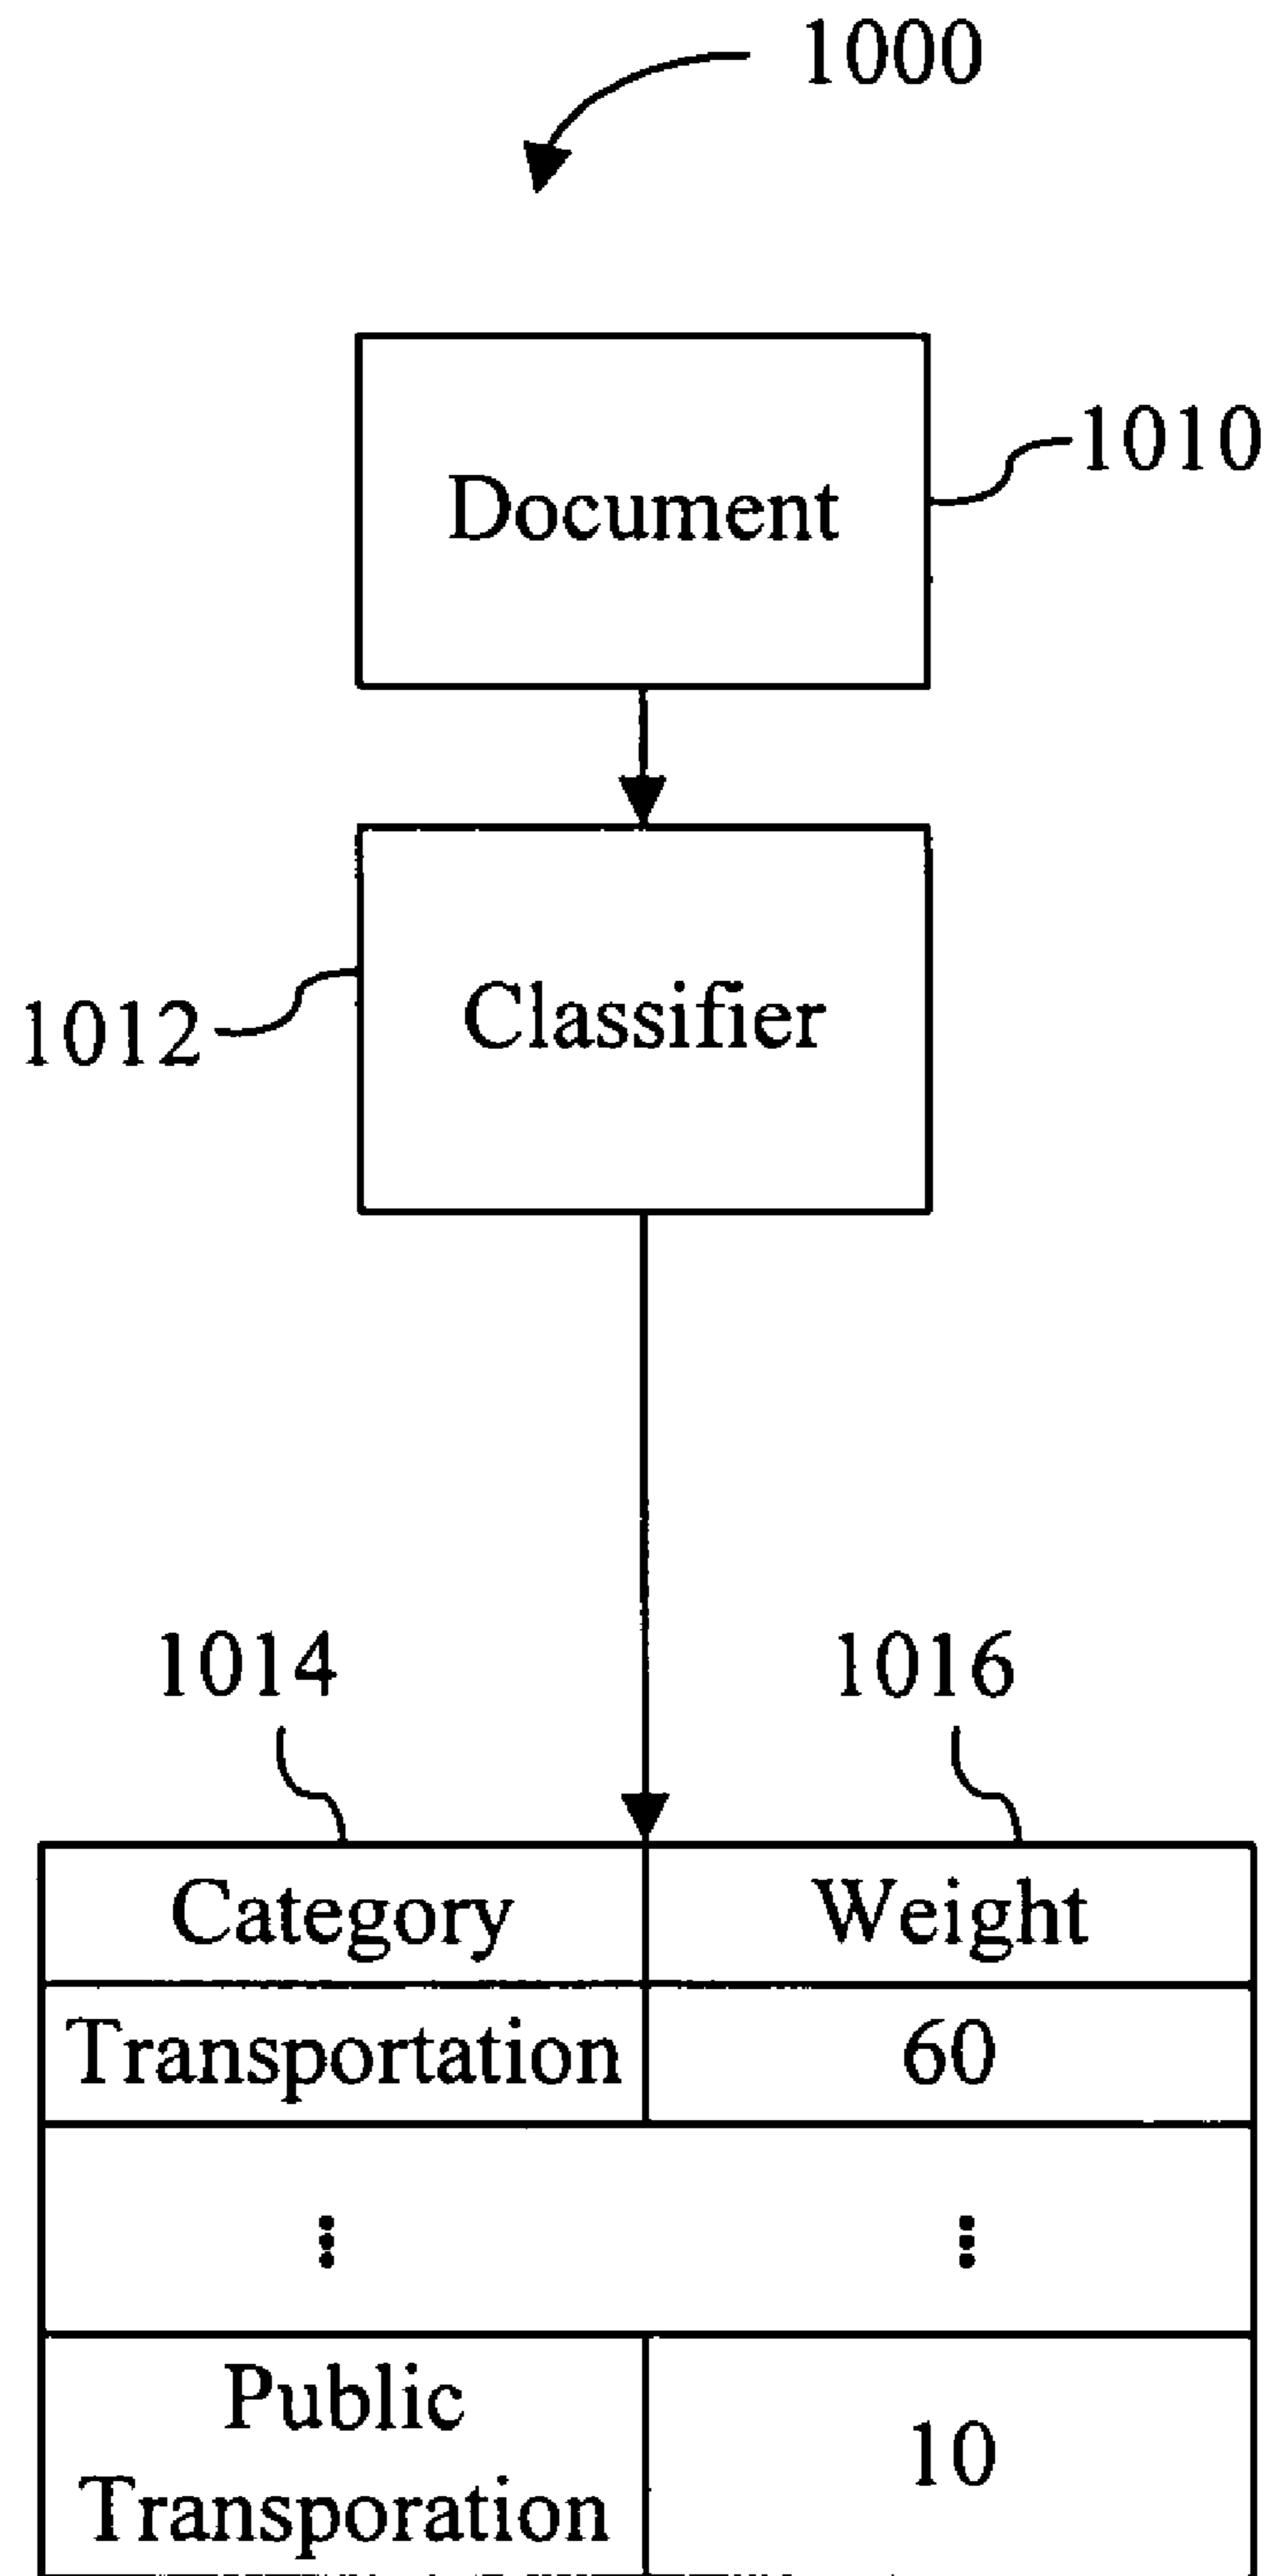 1000
1010
Document
Classifier
1012
1014
1016
Category Weight
Transportation 60
Public
Transporation
10